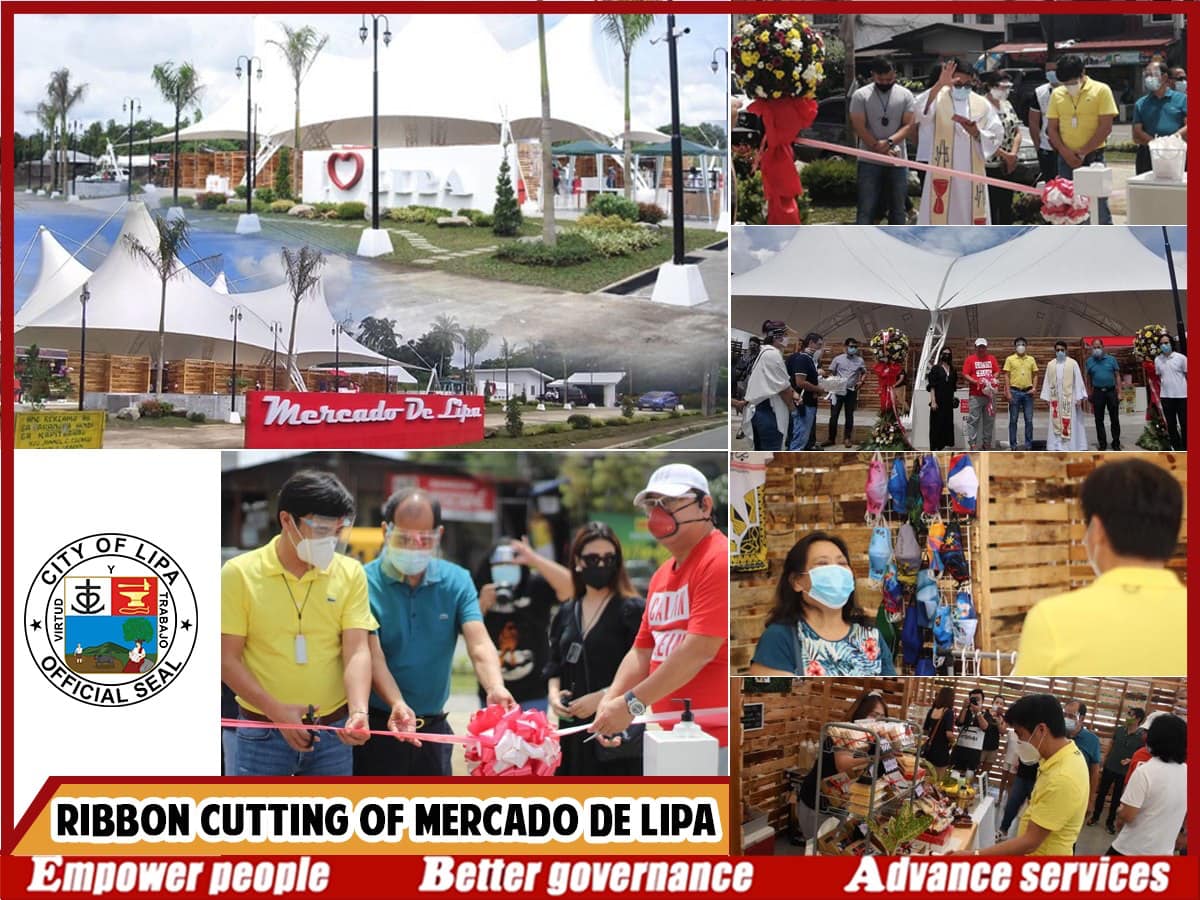 LIPA
Mercado De Lipa
CITY OF LIPA
VIRTUD Y TRABAJO
OFFICIAL SEAL
RIBBON CUTTING OF MERCADO DE LIPA
Empower people
Better governance
Advance services